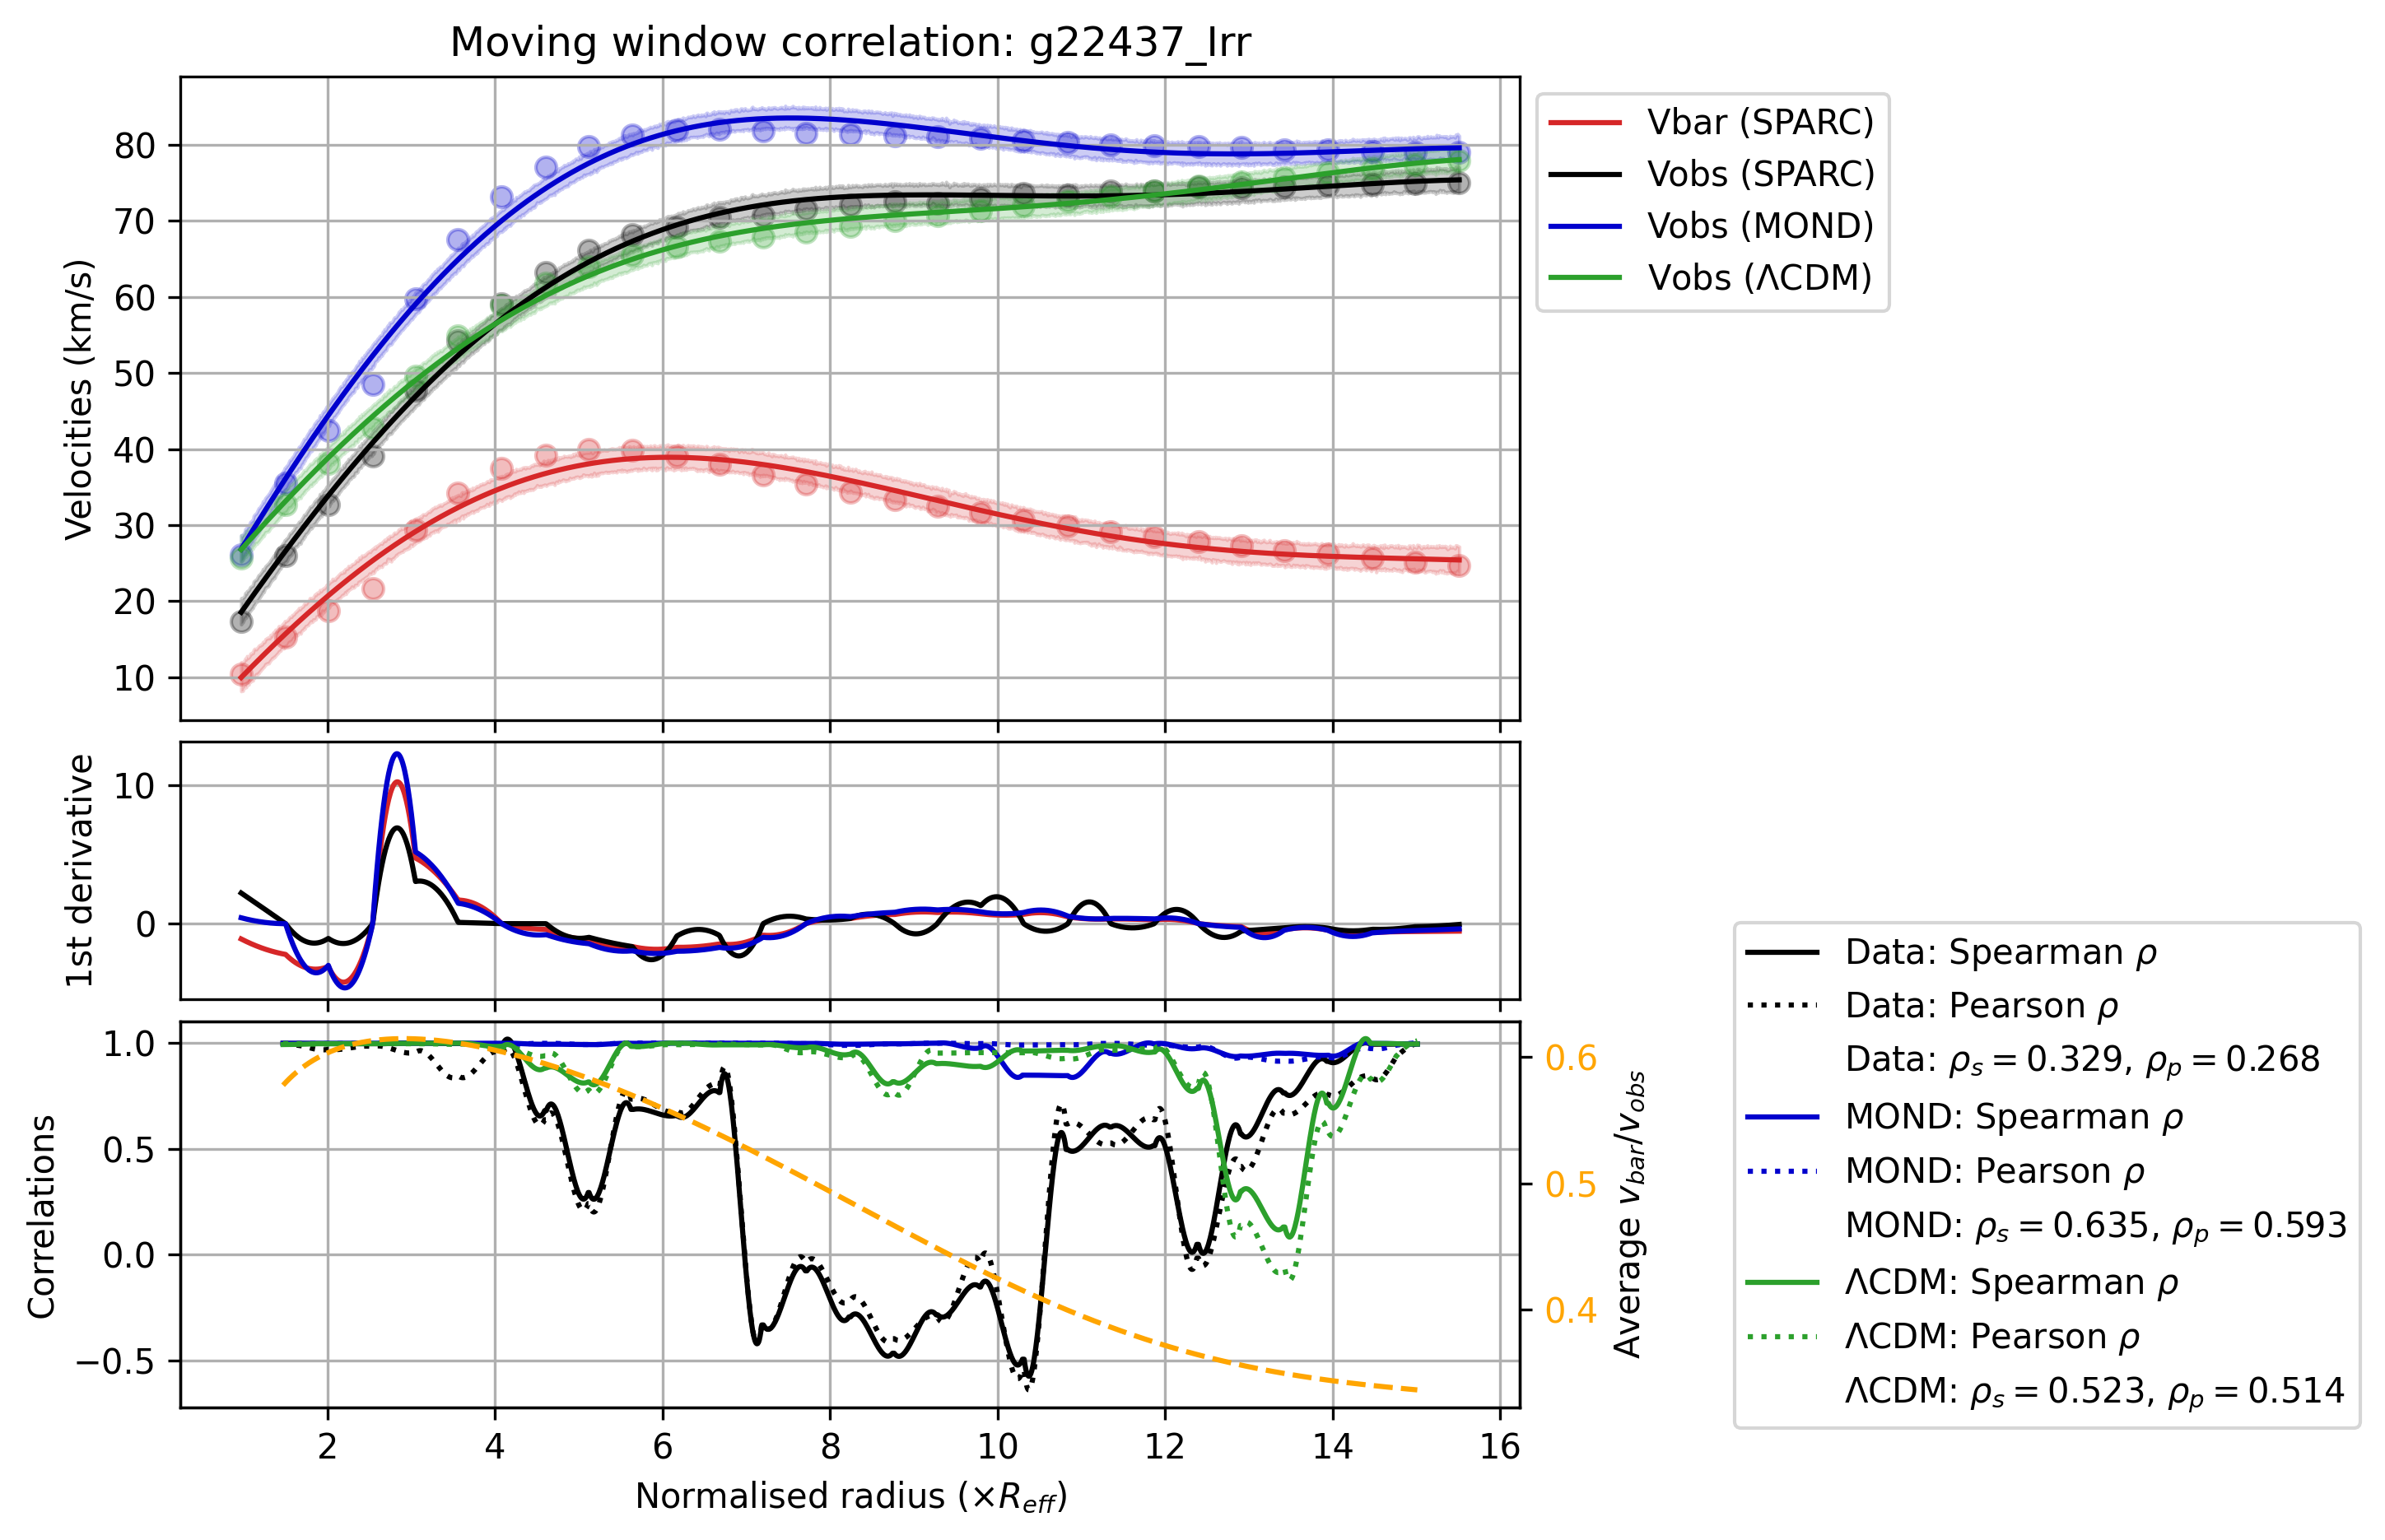 Moving window correlation: g22437_Irr
Velocities (km/s)
80
70
60
50
40
30
20
10
Vbar (SPARC)
Vobs (SPARC)
Vobs (MOND)
Vobs (ΛCDM)
1st derivative
10
0
Correlations
1.0
0.5
0.0
−0.5
0.6
0.5
0.4
Average v_bar/v_obs
2 4 6 8 10 12 14 16
Normalised radius (×R_eff)
Data: Spearman ρ
Data: Pearson ρ
Data: ρ_s = 0.329, ρ_p = 0.268
MOND: Spearman ρ
MOND: Pearson ρ
MOND: ρ_s = 0.635, ρ_p = 0.593
ΛCDM: Spearman ρ
ΛCDM: Pearson ρ
ΛCDM: ρ_s = 0.523, ρ_p = 0.514